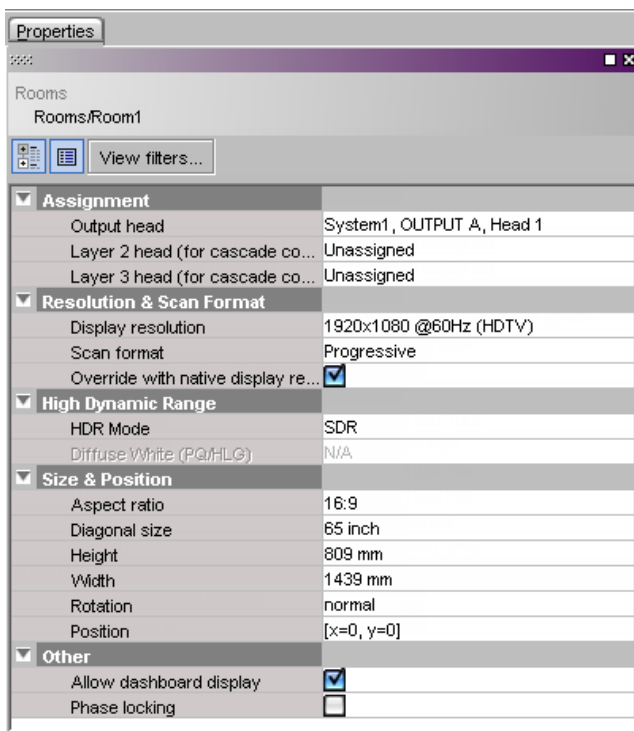 Properties
Rooms
Rooms/Room1
View filters...
Assignment
Output head System1, OUTPUT A, Head 1
Layer 2 head (for cascade co... Unassigned
Layer 3 head (for cascade co... Unassigned
Resolution & Scan Format
Display resolution 1920x1080 @60Hz (HDTV)
Scan format Progressive
Override with native display re...
High Dynamic Range
HDR Mode SDR
Diffuse White (PQ/HLG) N/A
Size & Position
Aspect ratio 16:9
Diagonal size 65 inch
Height 809 mm
Width 1439 mm
Rotation normal
Position [x=0, y=0]
Other
Allow dashboard display
Phase locking